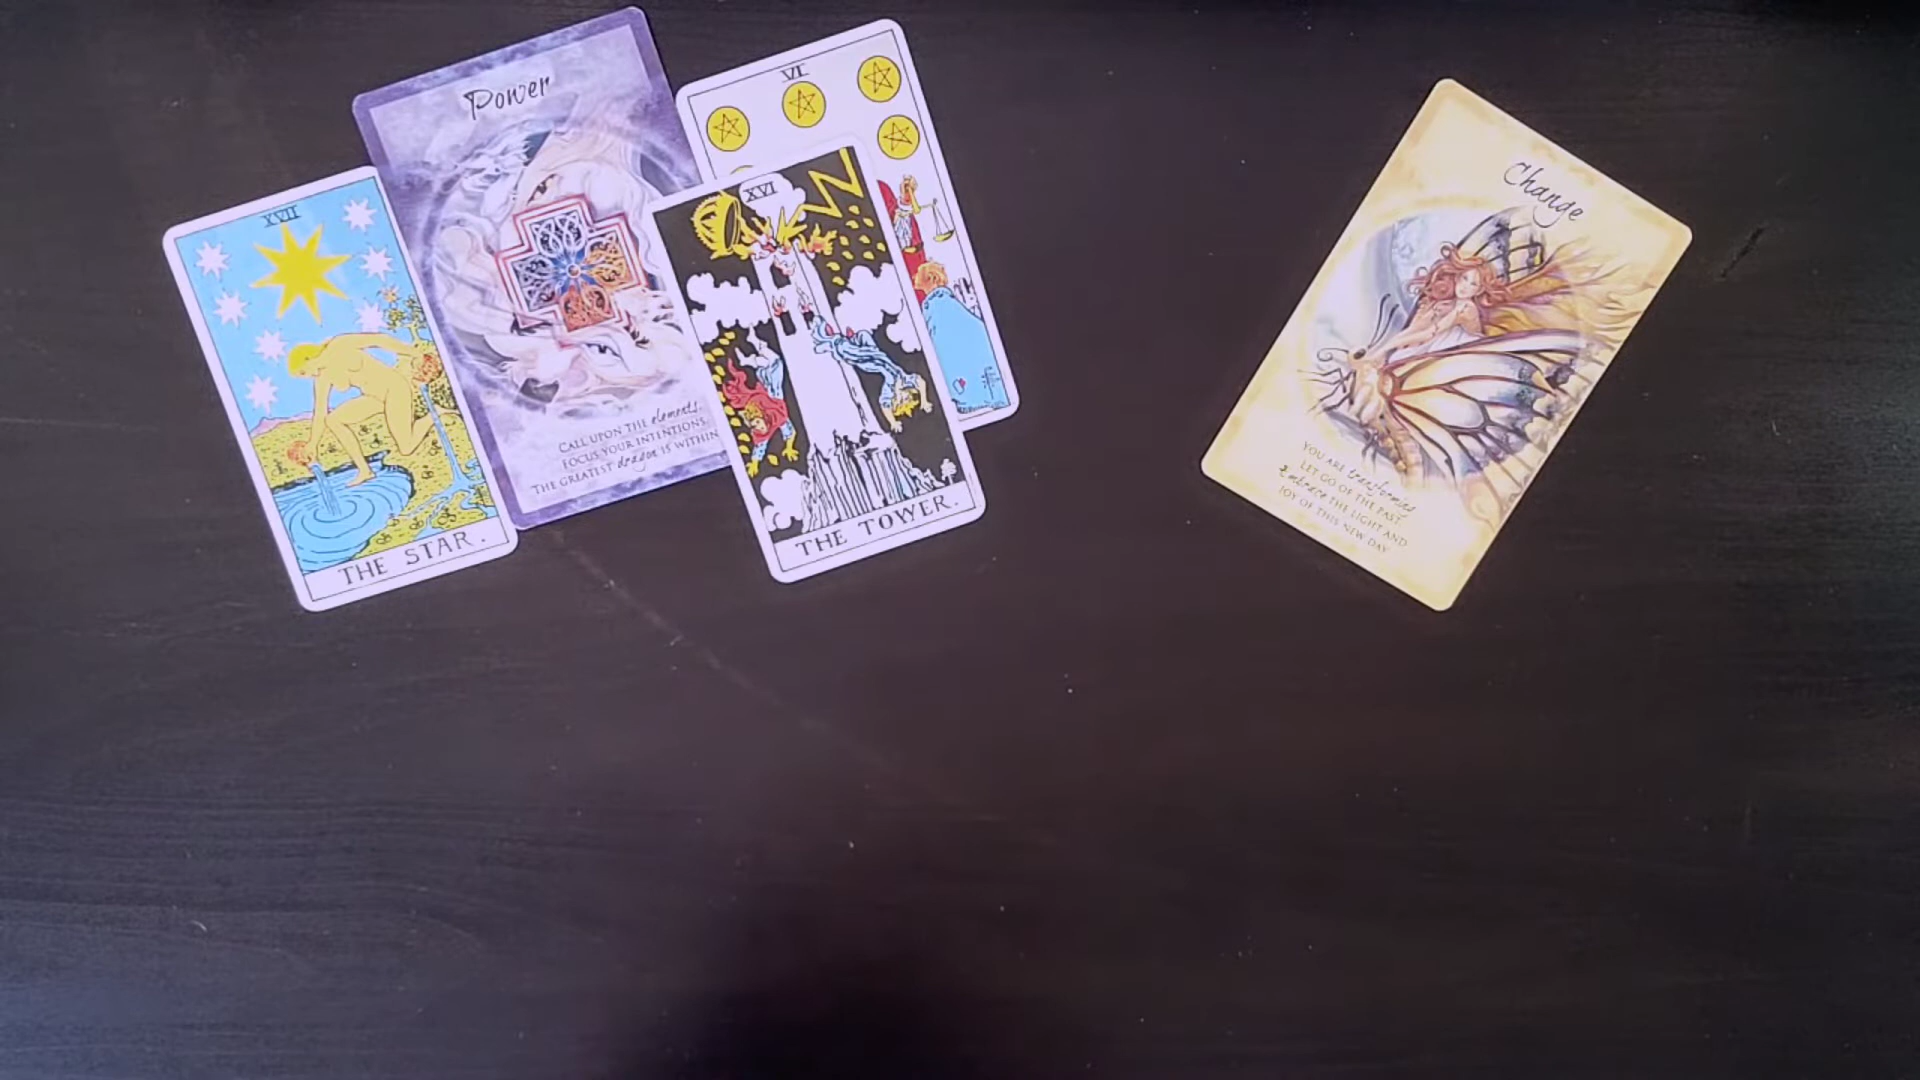 XVII
THE STAR.
Power
CALL UPON THE elements.
FOCUS YOUR INTENTIONS.
THE GREATEST dragon IS WITHIN
VI
XVI
THE TOWER.
Change
YOU ARE transforming
LET GO OF THE PAST
Embrace THE LIGHT AND
JOY OF THIS NEW DAY